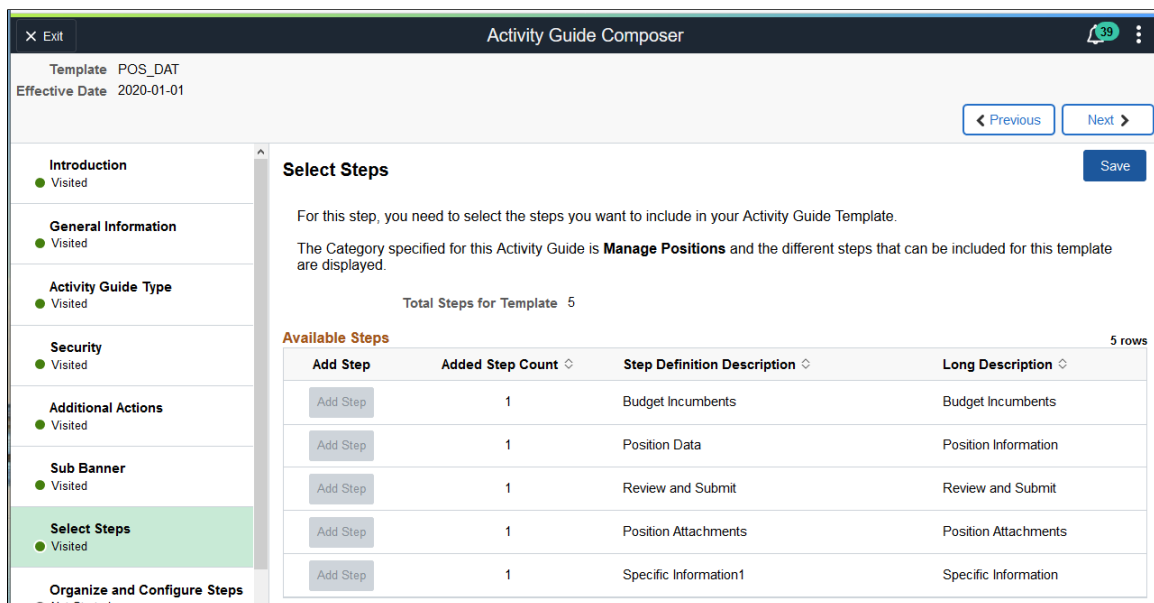 Exit
Activity Guide Composer
39
Template POS_DAT
Effective Date 2020-01-01
Previous
Next
Introduction
Visited
General Information
Visited
Activity Guide Type
Visited
Security
Visited
Additional Actions
Visited
Sub Banner
Visited
Select Steps
Visited
Organize and Configure Steps
Select Steps
Save
For this step, you need to select the steps you want to include in your Activity Guide Template.
The Category specified for this Activity Guide is Manage Positions and the different steps that can be included for this template
are displayed.
Total Steps for Template 5
Available Steps
5 rows
Add Step Added Step Count Step Definition Description Long Description
Add Step 1 Budget Incumbents Budget Incumbents
Add Step 1 Position Data Position Information
Add Step 1 Review and Submit Review and Submit
Add Step 1 Position Attachments Position Attachments
Add Step 1 Specific Information1 Specific Information